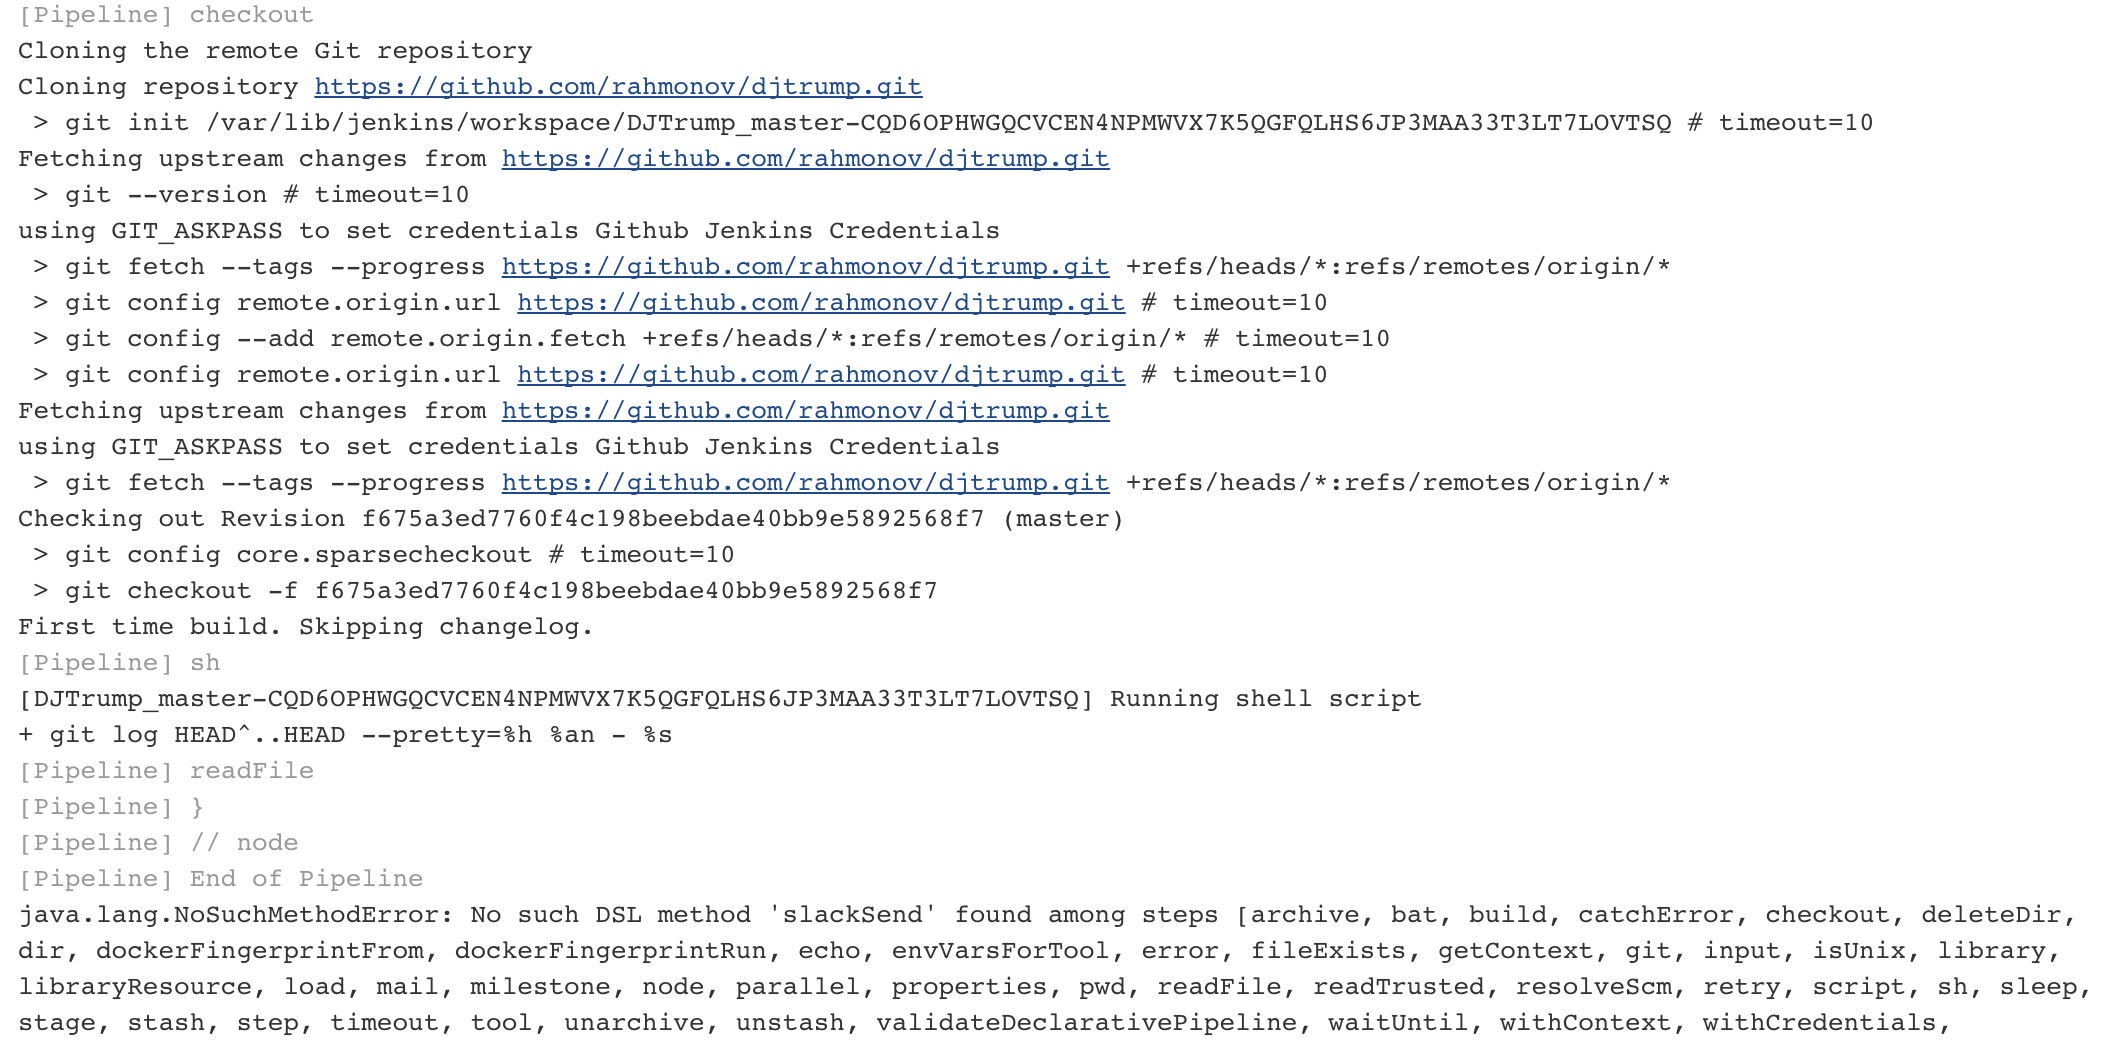 [Pipeline] checkout
Cloning the remote Git repository
Cloning repository https://github.com/rahmonov/djtrump.git
 > git init /var/lib/jenkins/workspace/DJTrump_master-CQD6OPHWGQCVCEN4NPMWVX7K5QGFQLHS6JP3MAA33T3LT7LOVTSQ # timeout=10
Fetching upstream changes from https://github.com/rahmonov/djtrump.git
 > git --version # timeout=10
using GIT_ASKPASS to set credentials Github Jenkins Credentials
 > git fetch --tags --progress https://github.com/rahmonov/djtrump.git +refs/heads/*:refs/remotes/origin/*
 > git config remote.origin.url https://github.com/rahmonov/djtrump.git # timeout=10
 > git config --add remote.origin.fetch +refs/heads/*:refs/remotes/origin/* # timeout=10
 > git config remote.origin.url https://github.com/rahmonov/djtrump.git # timeout=10
Fetching upstream changes from https://github.com/rahmonov/djtrump.git
using GIT_ASKPASS to set credentials Github Jenkins Credentials
 > git fetch --tags --progress https://github.com/rahmonov/djtrump.git +refs/heads/*:refs/remotes/origin/*
Checking out Revision f675a3ed7760f4c198beebdae40bb9e5892568f7 (master)
 > git config core.sparsecheckout # timeout=10
 > git checkout -f f675a3ed7760f4c198beebdae40bb9e5892568f7
First time build. Skipping changelog.
[Pipeline] sh
[DJTrump_master-CQD6OPHWGQCVCEN4NPMWVX7K5QGFQLHS6JP3MAA33T3LT7LOVTSQ] Running shell script
+ git log HEAD^..HEAD --pretty=%h %an - %s
[Pipeline] readFile
[Pipeline] }
[Pipeline] // node
[Pipeline] End of Pipeline
java.lang.NoSuchMethodError: No such DSL method 'slackSend' found among steps [archive, bat, build, catchError, checkout, deleteDir,
dir, dockerFingerprintFrom, dockerFingerprintRun, echo, envVarsForTool, error, fileExists, getContext, git, input, isUnix, library,
libraryResource, load, mail, milestone, node, parallel, properties, pwd, readFile, readTrusted, resolveScm, retry, script, sh, sleep,
stage, stash, step, timeout, tool, unarchive, unstash, validateDeclarativePipeline, waitUntil, withContext, withCredentials,